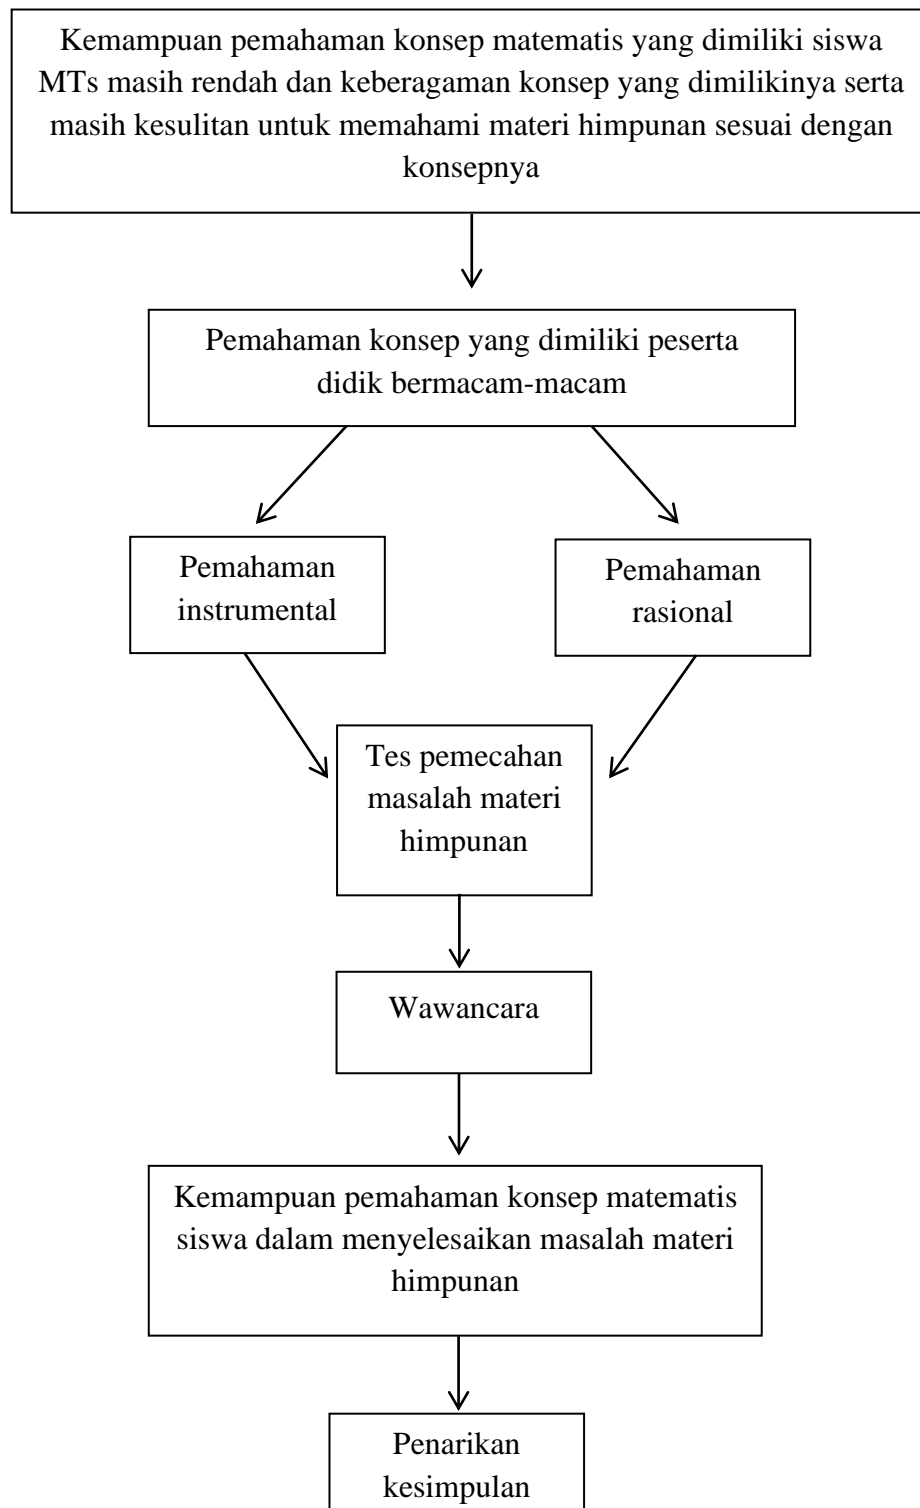 Kemampuan pemahaman konsep matematis yang dimiliki siswa
MTs masih rendah dan keberagaman konsep yang dimilikinya serta
masih kesulitan untuk memahami materi himpunan sesuai dengan
konsepnya
Pemahaman konsep yang dimiliki peserta
didik bermacam-macam
Pemahaman
instrumental
Pemahaman
rasional
Tes pemecahan
masalah materi
himpunan
Wawancara
Kemampuan pemahaman konsep matematis
siswa dalam menyelesaikan masalah materi
himpunan
Penarikan
kesimpulan